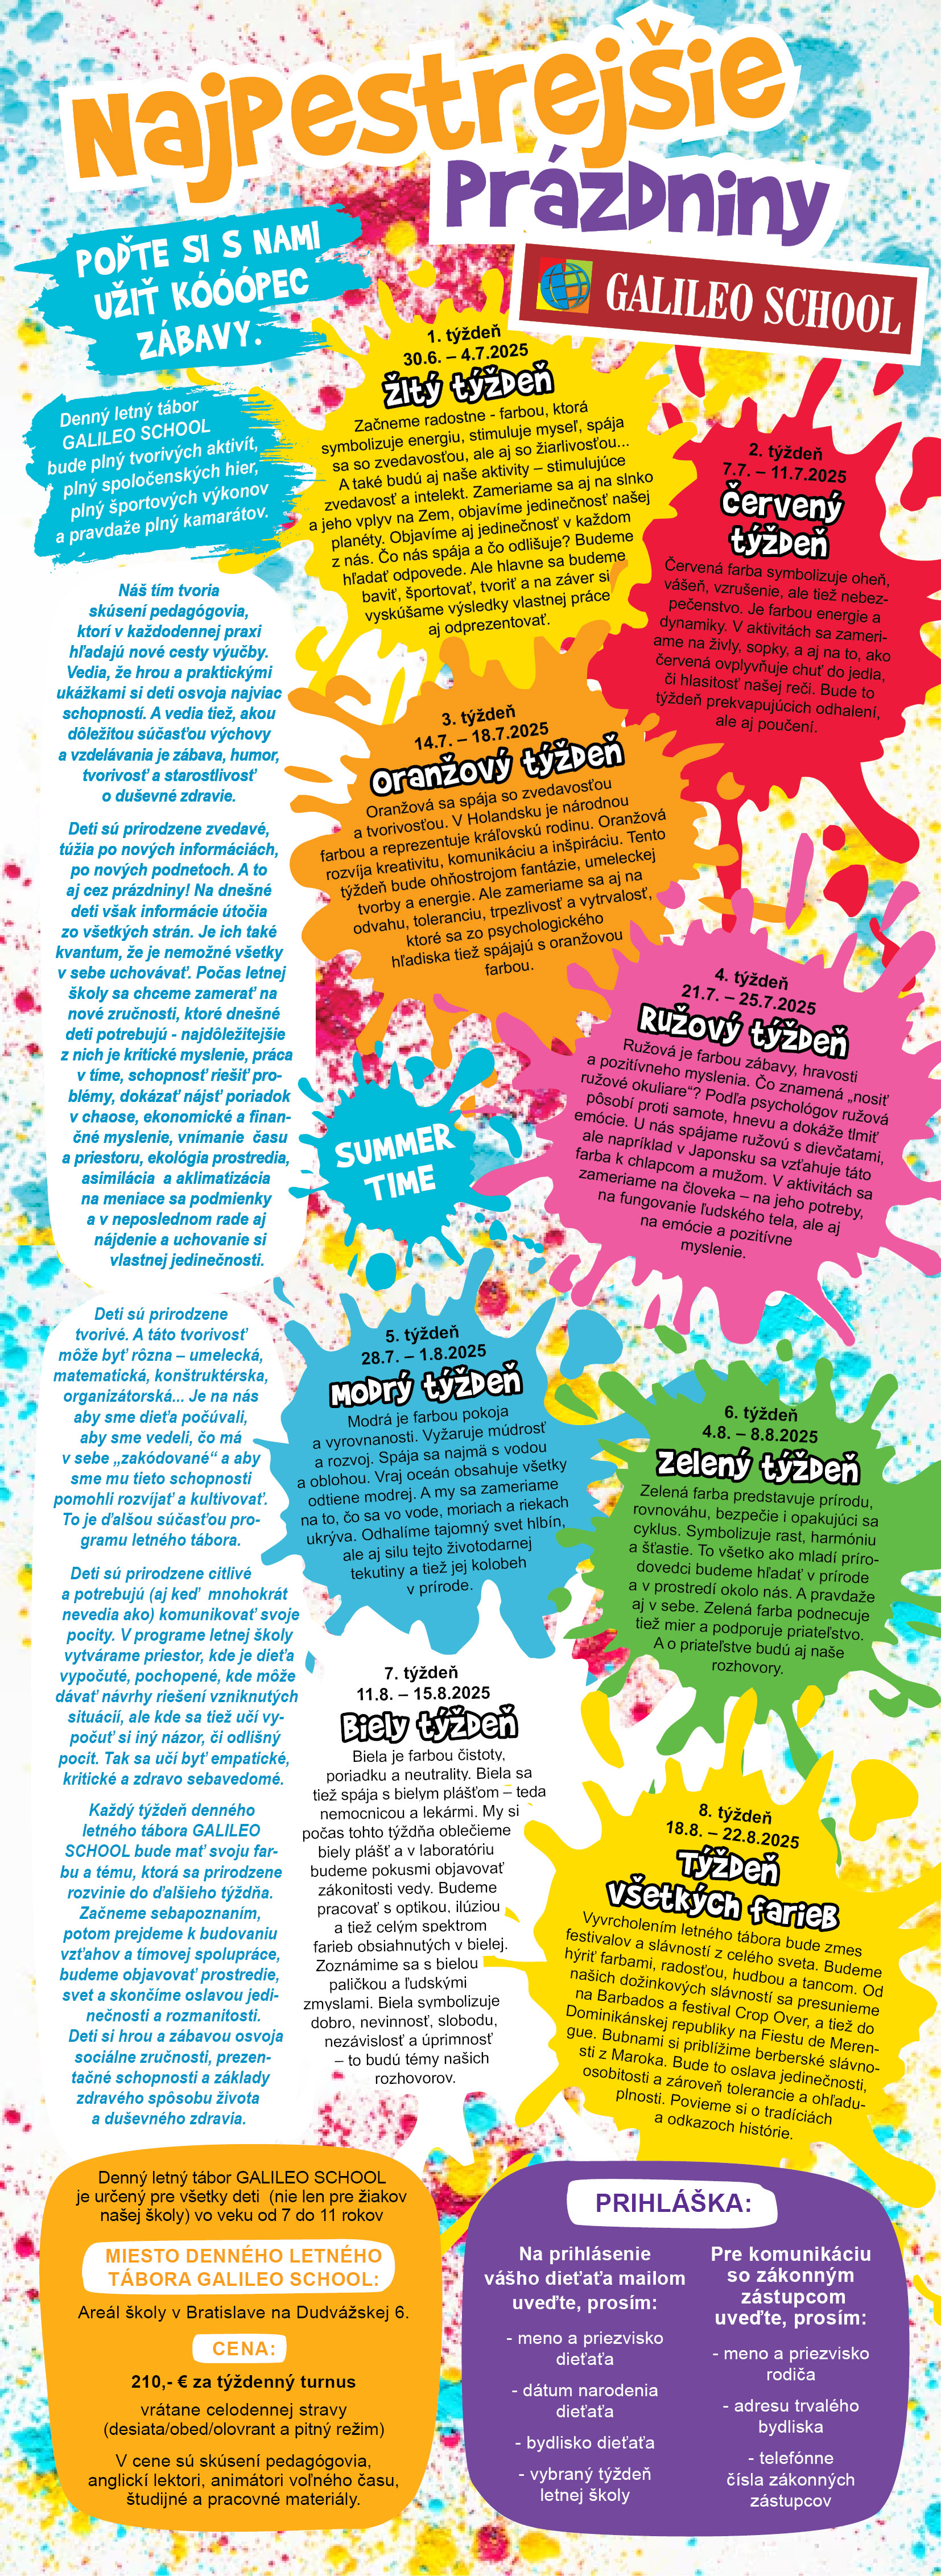 Najpestrejšie
Prázdniny
GALILEO SCHOOL
POĎTE SI S NAMI
UŽIŤ KÓÓÓPEC
ZÁBAVY.
Denný letný tábor
GALILEO SCHOOL
bude plný tvorivých aktivít,
plný spoločenských hier,
plný športových výkonov
a pravdaže plný kamarátov.
Náš tím tvoria
skúsení pedagógovia,
ktorí v každodennej praxi
hľadajú nové cesty výučby.
Vedia, že hrou a praktickými
ukážkami si deti osvoja najviac
schopností. A vedia tiež, akou
dôležitou súčasťou výchovy
a vzdelávania je zábava, humor,
tvorivosť a starostlivosť
o duševné zdravie.
Deti sú prirodzene zvedavé,
túžia po nových informáciách,
po nových podnetoch. A to
aj cez prázdniny! Na dnešné
deti však informácie útočia
zo všetkých strán. Je ich také
kvantum, že je nemožné všetky
v sebe uchovávať. Počas letnej
školy sa chceme zamerať na
nové zručnosti, ktoré dnešné
deti potrebujú - najdôležitejšie
z nich je kritické myslenie, práca
v tíme, schopnosť riešiť pro-
blémy, dokázať nájsť poriadok
v chaose, ekonomické a finan-
čné myslenie, vnímanie času
a priestoru, ekológia prostredia,
asimilácia a aklimatizácia
na meniace sa podmienky
a v neposlednom rade aj
nájdenie a uchovanie si
vlastnej jedinečnosti.
Deti sú prirodzene
tvorivé. A táto tvorivosť
môže byť rôzna – umelecká,
matematická, konštruktérska,
organizátorská... Je na nás
aby sme dieťa počúvali,
aby sme vedeli, čo má
v sebe „zakódované“ a aby
sme mu tieto schopnosti
pomohli rozvíjať a kultivovať.
To je ďalšou súčasťou pro-
gramu letného tábora.
Deti sú prirodzene citlivé
a potrebujú (aj keď mnohokrát
nevedia ako) komunikovať svoje
pocity. V programe letnej školy
vytvárame priestor, kde je dieťa
vypočuté, pochopené, kde môže
dávať návrhy riešení vzniknutých
situácií, ale kde sa tiež učí vy-
počuť si iný názor, či odlišný
pocit. Tak sa učí byť empatické,
kritické a zdravo sebavedomé.
Každý týždeň denného
letného tábora GALILEO
SCHOOL bude mať svoju far-
bu a tému, ktorá sa prirodzene
rozvinie do ďalšieho týždňa.
Začneme sebapoznaním,
potom prejdeme k budovaniu
vzťahov a tímovej spolupráce,
budeme objavovať prostredie,
svet a skončíme oslavou jedi-
nečnosti a rozmanitosti.
Deti si hrou a zábavou osvoja
sociálne zručnosti, prezen-
tačné schopnosti a základy
zdravého spôsobu života
a duševného zdravia.
1. týždeň
30.6. – 4.7.2025
Žltý týždeň
Začneme radostne - farbou, ktorá
symbolizuje energiu, stimuluje myseľ, spája
sa so zvedavosťou, ale aj so žiarlivosťou...
A také budú aj naše aktivity – stimulujúce
zvedavosť a intelekt. Zameriame sa aj na slnko
a jeho vplyv na Zem, objavíme jedinečnosť našej
planéty. Objavíme aj jedinečnosť v každom
z nás. Čo nás spája a čo odlišuje? Budeme
hľadať odpovede. Ale hlavne sa budeme
baviť, športovať, tvoriť a na záver si
vyskúšame výsledky vlastnej práce
aj odprezentovať.
2. týždeň
7.7. – 11.7.2025
Červený
týždeň
Červená farba symbolizuje oheň,
vášeň, vzrušenie, ale tiež nebez-
pečenstvo. Je farbou energie a
dynamiky. V aktivitách sa zameri-
ame na živly, sopky, a aj na to, ako
červená ovplyvňuje chuť do jedla,
či hlasitosť našej reči. Bude to
týždeň prekvapujúcich odhalení,
ale aj poučení.
3. týždeň
14.7. – 18.7.2025
Oranžový týždeň
Oranžová sa spája so zvedavosťou
a tvorivosťou. V Holandsku je národnou
farbou a reprezentuje kráľovskú rodinu. Oranžová
rozvíja kreativitu, komunikáciu a inšpiráciu. Tento
týždeň bude ohňostrojom fantázie, umeleckej
tvorby a energie. Ale zameriame sa aj na
odvahu, toleranciu, trpezlivosť a vytrvalosť,
ktoré sa zo psychologického
hľadiska tiež spájajú s oranžovou
farbou.
4. týždeň
21.7. – 25.7.2025
Ružový týždeň
Ružová je farbou zábavy, hravosti
a pozitívneho myslenia. Čo znamená „nosiť
ružové okuliare“? Podľa psychológov ružová
pôsobí proti samote, hnevu a dokáže tlmiť
emócie. U nás spájame ružovú s dievčatami,
ale napríklad v Japonsku sa vzťahuje táto
farba k chlapcom a mužom. V aktivitách sa
zameriame na človeka – na jeho potreby,
na fungovanie ľudského tela, ale aj
na emócie a pozitívne
myslenie.
SUMMER
TIME
5. týždeň
28.7. – 1.8.2025
Modrý týždeň
Modrá je farbou pokoja
a vyrovnanosti. Vyžaruje múdrosť
a rozvoj. Spája sa najmä s vodou
a oblohou. Vraj oceán obsahuje všetky
odtiene modrej. A my sa zameriame
na to, čo sa vo vode, moriach a riekach
ukrýva. Odhalíme tajomný svet hlbín,
ale aj silu tejto životodarnej
tekutiny a tiež jej kolobeh
v prírode.
6. týždeň
4.8. – 8.8.2025
Zelený týždeň
Zelená farba predstavuje prírodu,
rovnováhu, bezpečie i opakujúci sa
cyklus. Symbolizuje rast, harmóniu
a šťastie. To všetko ako mladí príro-
dovedci budeme hľadať v prírode
a v prostredí okolo nás. A pravdaže
aj v sebe. Zelená farba podnecuje
tiež mier a podporuje priateľstvo.
A o priateľstve budú aj naše
rozhovory.
7. týždeň
11.8. – 15.8.2025
Biely týždeň
Biela je farbou čistoty,
poriadku a neutrality. Biela sa
tiež spája s bielym plášťom – teda
nemocnicou a lekármi. My si
počas tohto týždňa oblečieme
biely plášť a v laboratóriu
budeme pokusmi objavovať
zákonitosti vedy. Budeme
pracovať s optikou, ilúziou
a tiež celým spektrom
farieb obsiahnutých v bielej.
Zoznámime sa s bielou
paličkou a ľudskými
zmyslami. Biela symbolizuje
dobro, nevinnosť, slobodu,
nezávislosť a úprimnosť
– to budú témy našich
rozhovorov.
8. týždeň
18.8. – 22.8.2025
Týždeň
všetkých farieb
Vyvrcholením letného tábora bude zmes
festivalov a slávností z celého sveta. Budeme
hýriť farbami, radosťou, hudbou a tancom. Od
našich dožinkových slávností sa presunieme
na Barbados a festival Crop Over, a tiež do
Dominikánskej republiky na Fiestu de Meren-
gue. Bubnami si priblížime berberské slávno-
sti z Maroka. Bude to oslava jedinečnosti,
osobitosti a zároveň tolerancie a ohľadu-
plnosti. Povieme si o tradíciách
a odkazoch histórie.
Denný letný tábor GALILEO SCHOOL
je určený pre všetky deti (nie len pre žiakov
našej školy) vo veku od 7 do 11 rokov
MIESTO DENNÉHO LETNÉHO
TÁBORA GALILEO SCHOOL:
Areál školy v Bratislave na Dudvážskej 6.
CENA:
210,- € za týždenný turnus
vrátane celodennej stravy
(desiata/obed/olovrant a pitný režim)
V cene sú skúsení pedagógovia,
anglickí lektori, animátori voľného času,
študijné a pracovné materiály.
PRIHLÁŠKA:
Na prihlásenie
vášho dieťaťa mailom
uveďte, prosím:
- meno a priezvisko
dieťaťa
- dátum narodenia
dieťaťa
- bydlisko dieťaťa
- vybraný týždeň
letnej školy
Pre komunikáciu
so zákonným
zástupcom
uveďte, prosím:
- meno a priezvisko
rodiča
- adresu trvalého
bydliska
- telefónne
čísla zákonných
zástupcov